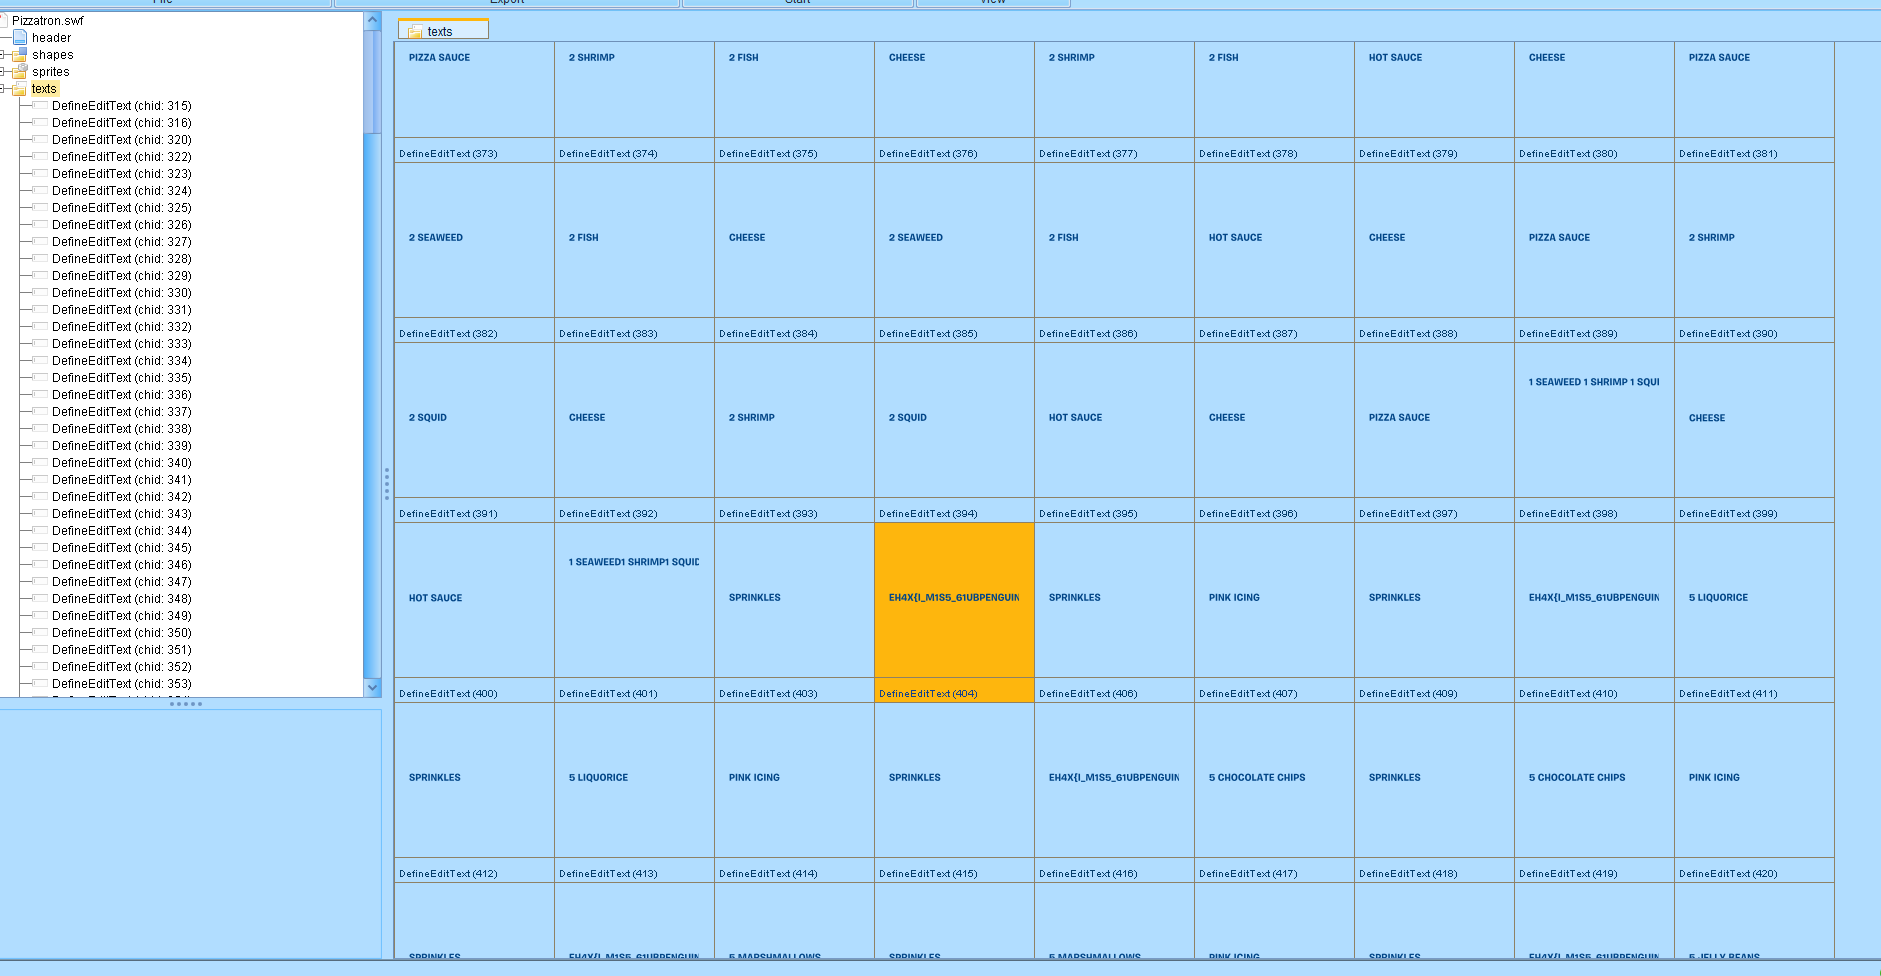 File Export Start View
Pizzatron.swf
header
shapes
sprites
texts
DefineEditText (chid: 315)
DefineEditText (chid: 316)
DefineEditText (chid: 320)
DefineEditText (chid: 322)
DefineEditText (chid: 323)
DefineEditText (chid: 324)
DefineEditText (chid: 325)
DefineEditText (chid: 326)
DefineEditText (chid: 327)
DefineEditText (chid: 328)
DefineEditText (chid: 329)
DefineEditText (chid: 330)
DefineEditText (chid: 331)
DefineEditText (chid: 332)
DefineEditText (chid: 333)
DefineEditText (chid: 334)
DefineEditText (chid: 335)
DefineEditText (chid: 336)
DefineEditText (chid: 337)
DefineEditText (chid: 338)
DefineEditText (chid: 339)
DefineEditText (chid: 340)
DefineEditText (chid: 341)
DefineEditText (chid: 342)
DefineEditText (chid: 343)
DefineEditText (chid: 344)
DefineEditText (chid: 345)
DefineEditText (chid: 346)
DefineEditText (chid: 347)
DefineEditText (chid: 348)
DefineEditText (chid: 349)
DefineEditText (chid: 350)
DefineEditText (chid: 351)
DefineEditText (chid: 352)
DefineEditText (chid: 353)
texts
PIZZA SAUCE 2 SHRIMP 2 FISH CHEESE 2 SHRIMP 2 FISH HOT SAUCE CHEESE PIZZA SAUCE
DefineEditText (373) DefineEditText (374) DefineEditText (375) DefineEditText (376) DefineEditText (377) DefineEditText (378) DefineEditText (379) DefineEditText (380) DefineEditText (381)
2 SEAWEED 2 FISH CHEESE 2 SEAWEED 2 FISH HOT SAUCE CHEESE PIZZA SAUCE 2 SHRIMP
DefineEditText (382) DefineEditText (383) DefineEditText (384) DefineEditText (385) DefineEditText (386) DefineEditText (387) DefineEditText (388) DefineEditText (389) DefineEditText (390)
1 SEAWEED 1 SHRIMP 1 SQUI
2 SQUID CHEESE 2 SHRIMP 2 SQUID HOT SAUCE CHEESE PIZZA SAUCE CHEESE
DefineEditText (391) DefineEditText (392) DefineEditText (393) DefineEditText (394) DefineEditText (395) DefineEditText (396) DefineEditText (397) DefineEditText (398) DefineEditText (399)
1 SEAWEED1 SHRIMP1 SQUID
HOT SAUCE SPRINKLES EH4X{I_M1S5_61UBPENGUIN SPRINKLES PINK ICING SPRINKLES EH4X{I_M1S5_61UBPENGUIN 5 LIQUORICE
DefineEditText (400) DefineEditText (401) DefineEditText (403) DefineEditText (404) DefineEditText (406) DefineEditText (407) DefineEditText (409) DefineEditText (410) DefineEditText (411)
SPRINKLES 5 LIQUORICE PINK ICING SPRINKLES EH4X{I_M1S5_61UBPENGUIN 5 CHOCOLATE CHIPS SPRINKLES 5 CHOCOLATE CHIPS PINK ICING
DefineEditText (412) DefineEditText (413) DefineEditText (414) DefineEditText (415) DefineEditText (416) DefineEditText (417) DefineEditText (418) DefineEditText (419) DefineEditText (420)
SPRINKLES EH4X{I_M1S5_61UBPENGUIN 5 MARSHMALLOWS SPRINKLES 5 MARSHMALLOWS PINK ICING SPRINKLES EH4X{I_M1S5_61UBPENGUIN 5 JELLY BEANS